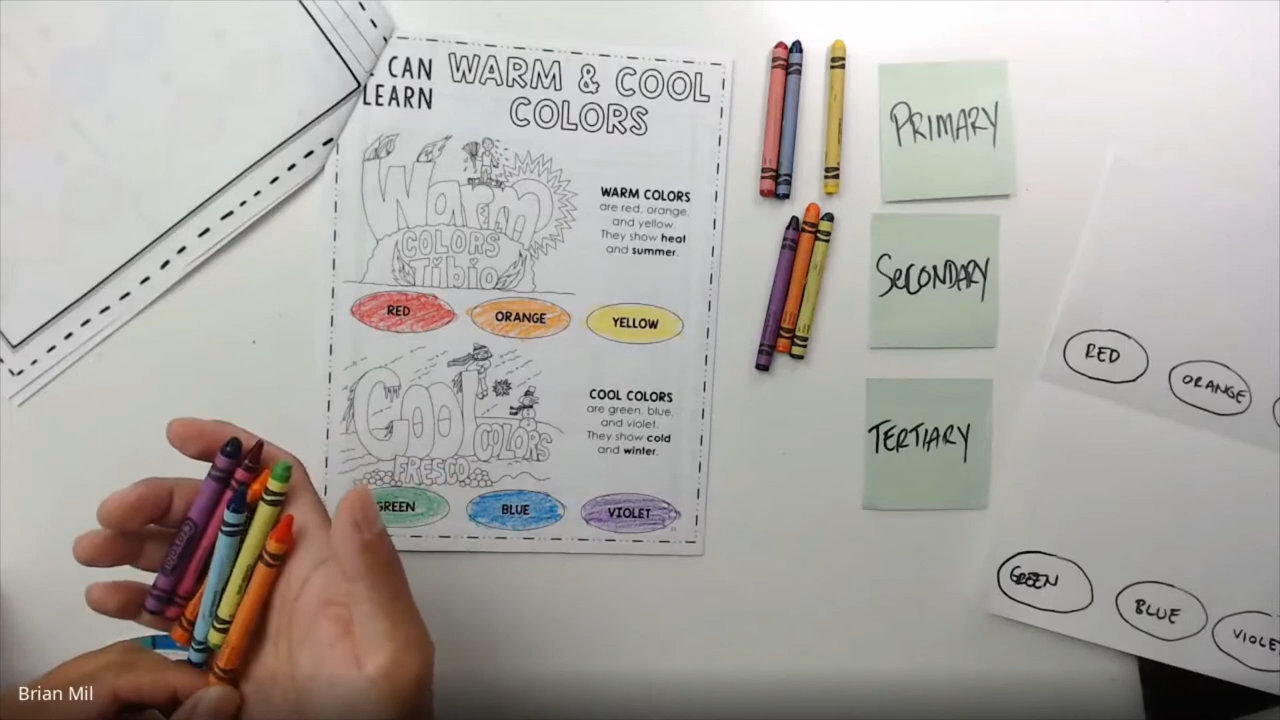 CAN
LEARN
WARM & COOL
COLORS
Warm
COLORS
Tibio
WARM COLORS
are red, orange,
and yellow.
They show heat
and summer.
RED
ORANGE
YELLOW
COOL
COLORS
FRESCO
COOL COLORS
are green, blue,
and violet.
They show cold
and winter.
GREEN
BLUE
VIOLET
PRIMARY
SECONDARY
TERTIARY
RED
ORANGE
GREEN
BLUE
VIOLET
Crayola
Brian Mil